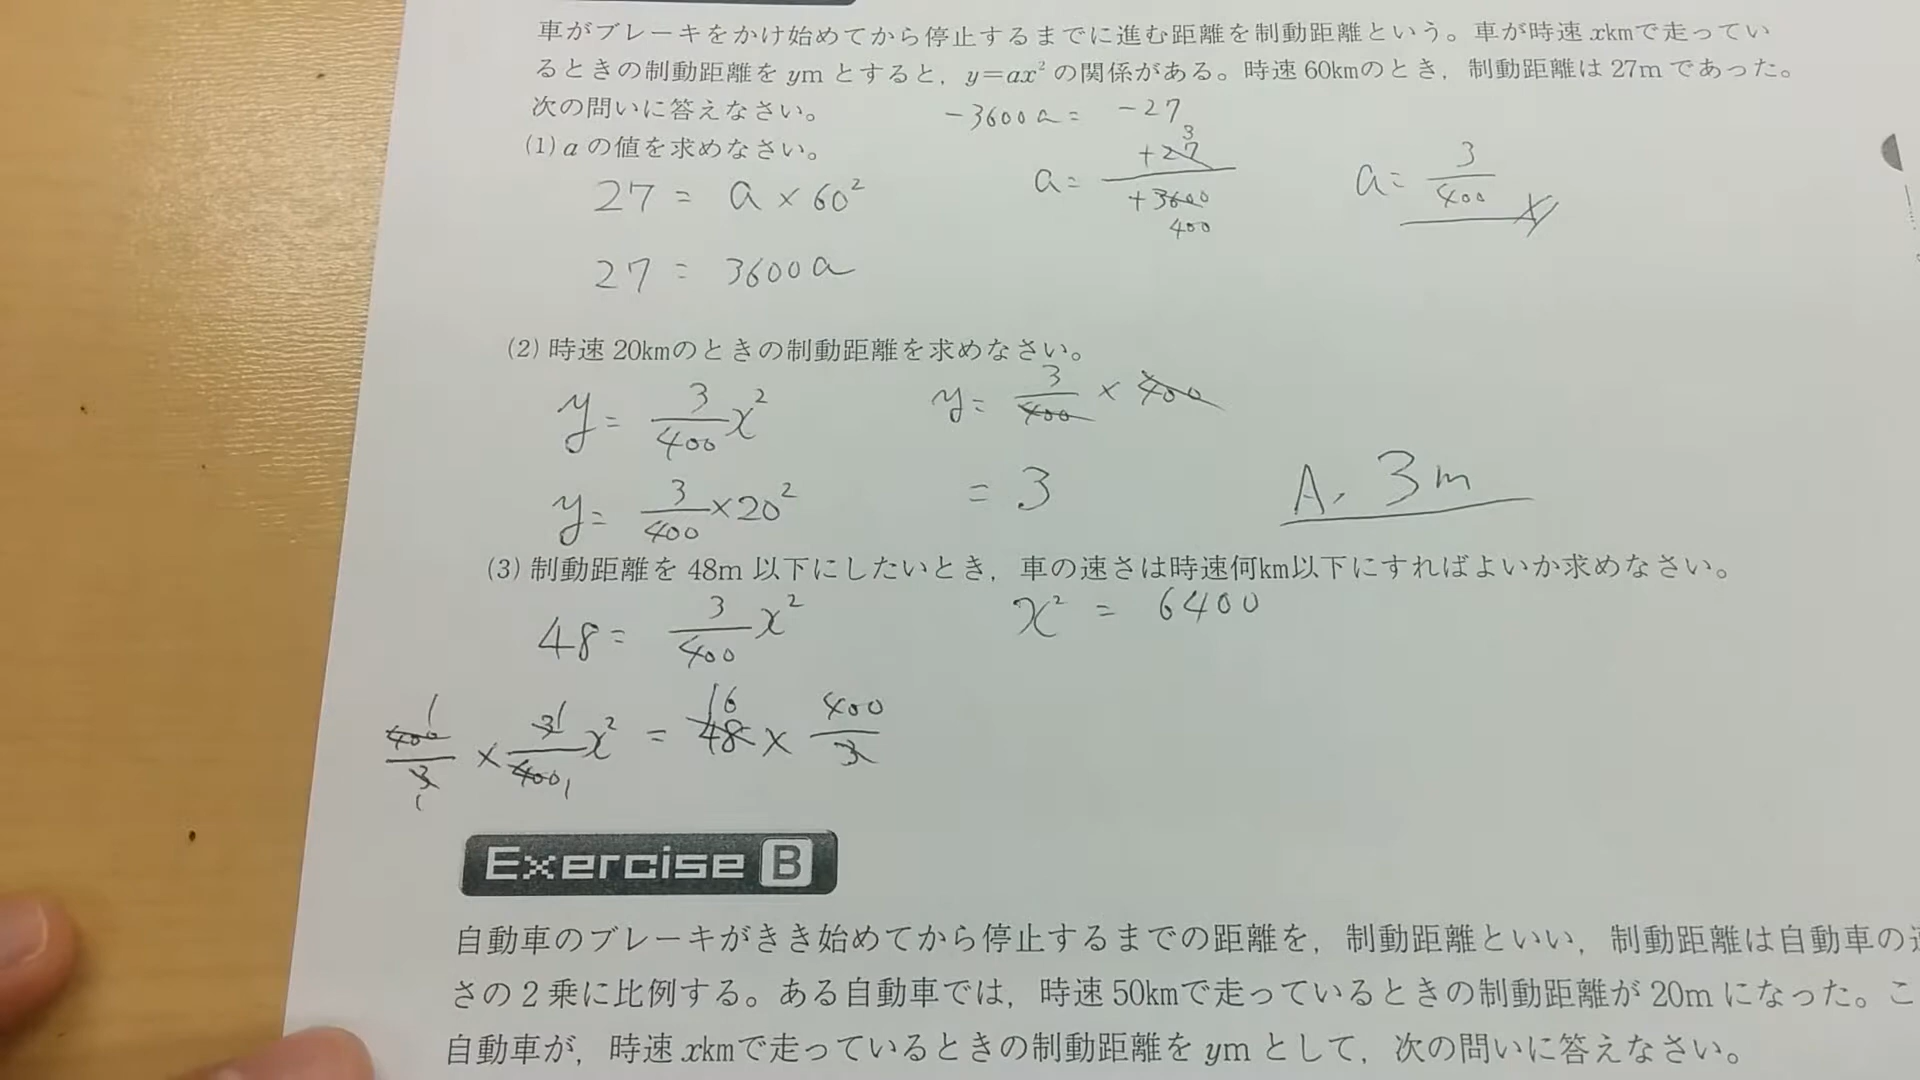 車がブレーキをかけ始めてから停止するまでに進む距離を制動距離という。車が時速xkmで走ってい
るときの制動距離をymとすると，y=ax²の関係がある。時速60kmのとき，制動距離は27mであった。
次の問いに答えなさい。
-3600a = -27
(1) aの値を求めなさい。
27 = a × 60²
a = +27/+3600
3
400
a = 3/400
27 = 3600a
(2) 時速20kmのときの制動距離を求めなさい。
y = 3/400 x²
y = 3/400 × 400
y = 3/400 × 20²
= 3
A. 3m
(3) 制動距離を48m以下にしたいとき，車の速さは時速何km以下にすればよいか求めなさい。
48 = 3/400 x²
x² = 6400
400/3 × 3/400 x² = 48 × 400/3
1
1
1
1
16
Exercise B
自動車のブレーキがきき始めてから停止するまでの距離を，制動距離といい，制動距離は自動車の
さの2乗に比例する。ある自動車では，時速50kmで走っているときの制動距離が20mになった。こ
自動車が，時速xkmで走っているときの制動距離をymとして，次の問いに答えなさい。